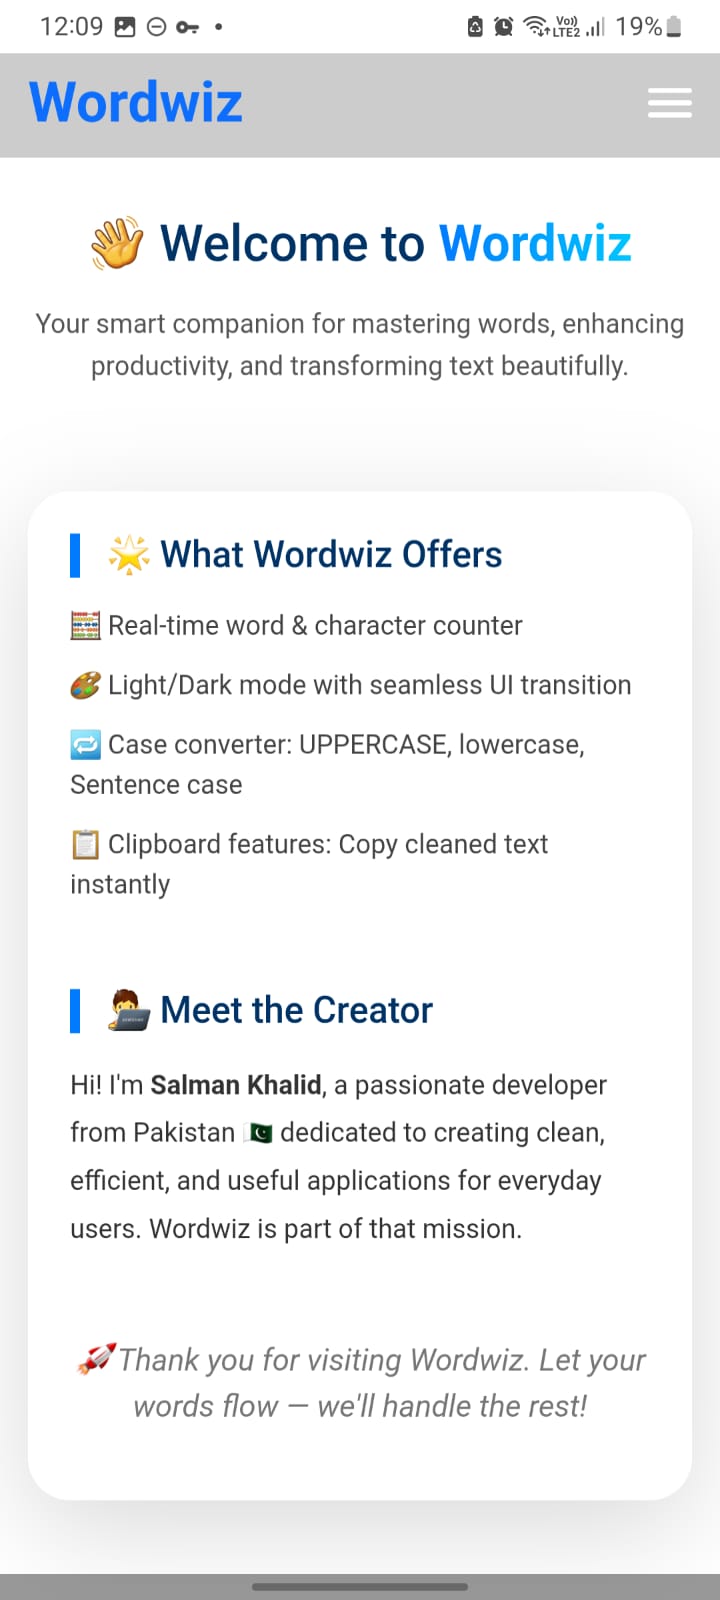 12:09 Vo)) LTE2 19%
Wordwiz
👋 Welcome to Wordwiz
Your smart companion for mastering words, enhancing
productivity, and transforming text beautifully.
🌟 What Wordwiz Offers
🧮 Real-time word & character counter
🎨 Light/Dark mode with seamless UI transition
🔁 Case converter: UPPERCASE, lowercase,
Sentence case
📋 Clipboard features: Copy cleaned text
instantly
🧑‍💻 Meet the Creator
Hi! I'm Salman Khalid, a passionate developer
from Pakistan 🇵🇰 dedicated to creating clean,
efficient, and useful applications for everyday
users. Wordwiz is part of that mission.
🚀Thank you for visiting Wordwiz. Let your
words flow — we'll handle the rest!